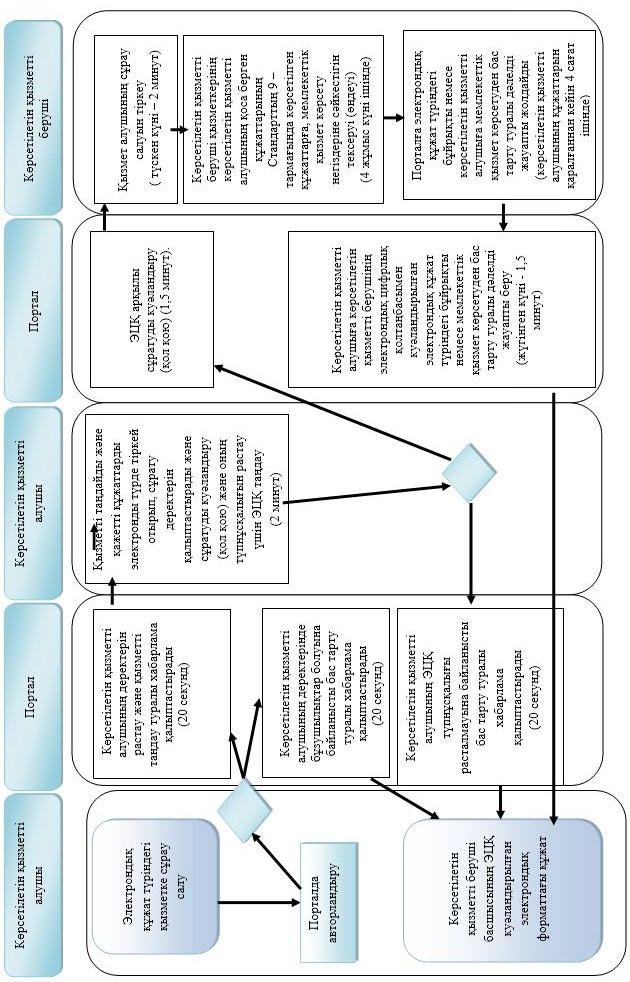 Көрсетілетін қызметті
алушы
Портал
Көрсетілетін қызметті
алушы
Портал
Көрсетілетін қызметті
беруші
Электрондық
құжат түріндегі
қызметке сұрау
салу
Порталда
авторландыру
Көрсетілетін
қызметті беруші
басшысының ЭЦҚ
куәландырылған
электрондық
форматтағы құжат
Көрсетілетін қызметті
алушының деректерін
растау және қызметті
таңдау туралы хабарлама
қалыптастырады
(20 секунд)
Көрсетілетін қызметті
алушының деректерінде
бұзушылықтар болуына
байланысты бас тарту
туралы хабарлама
қалыптастырады
(20 секунд)
Көрсетілетін қызметті
алушының ЭЦҚ
түпнұсқалығы
расталмауына байланысты
бас тарту туралы
хабарлама
қалыптастырады
(20 секунд)
Қызметті таңдайды және
қажетті құжаттарды
электронды түрде тіркей
отырып, сұрату
деректерін
қалыптастырады және
сұратуды куәландыру
(қол қою) және оның
түпнұсқалығын растау
үшін ЭЦҚ таңдау
(2 минут)
ЭЦҚ арқылы
сұратуды куәландыру
(қол қою) (1,5 минут).
Көрсетілетін қызметті
алушыға көрсетілетін
қызметті берушінің
электрондық цифрлық
қолтаңбасымен
куәландырылған
электрондық құжат
түріндегі бұйрықты
немесе мемлекеттік
қызмет көрсетуден бас
тарту туралы дәлелді
жауапты беру
(жүгінген күні - 1,5
минут)
Қызмет алушының сұрау
салуын тіркеу
( түскен күні – 2 минут)
Көрсетілетін қызметті
беруші қызметкерінің
көрсетілетін қызметті
алушының қоса берген
құжаттарының
Стандарттың 9 –
тармағында көрсетілген
құжаттарға, мемлекеттік
қызмет көрсету
негіздеріне сәйкестігін
тексеруі (өңдеуі)
(4 жұмыс күні ішінде)
Порталға электрондық
құжат түріндегі
бұйрықты немесе
көрсетілетін қызметті
алушыға мемлекеттік
қызмет көрсетуден бас
тарту туралы дәлелді
жауапты жолдайды
(көрсетілетін қызметті
алушының құжаттарын
қаралғаннан кейін 4 сағат
ішінде)